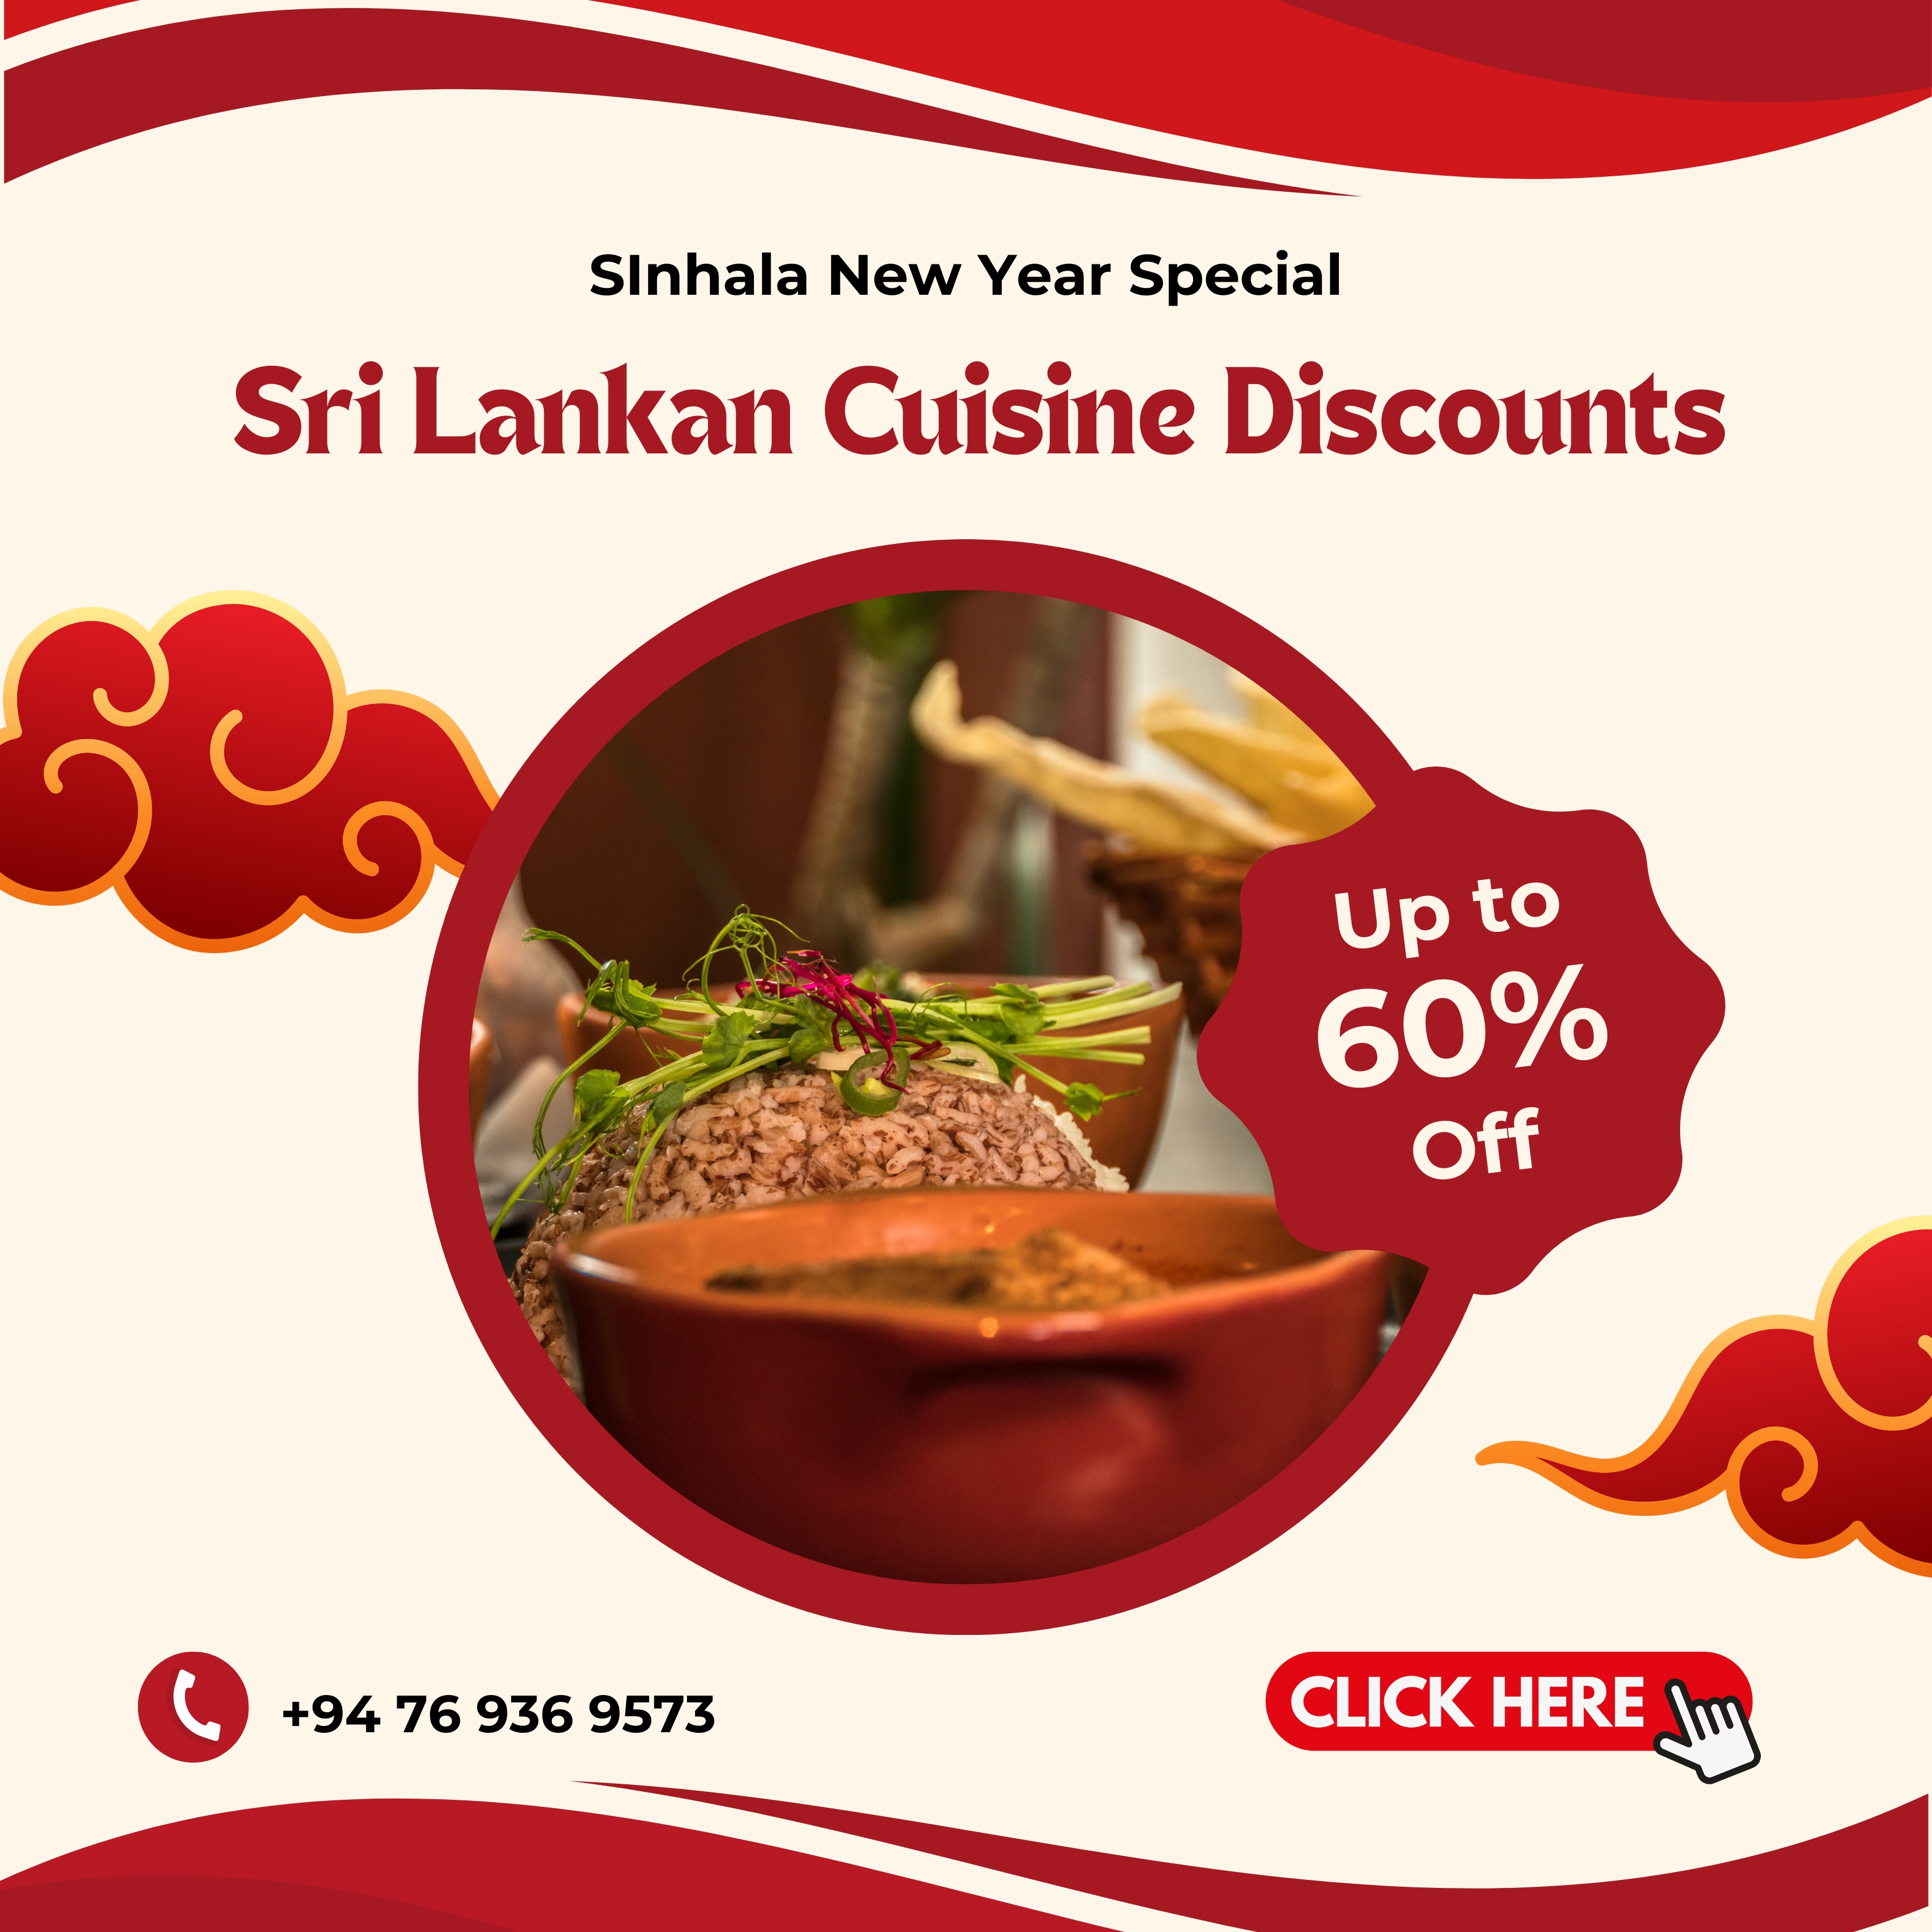 SInhala New Year Special
Sri Lankan Cuisine Discounts
Up to
60%
Off
+94 76 936 9573
CLICK HERE